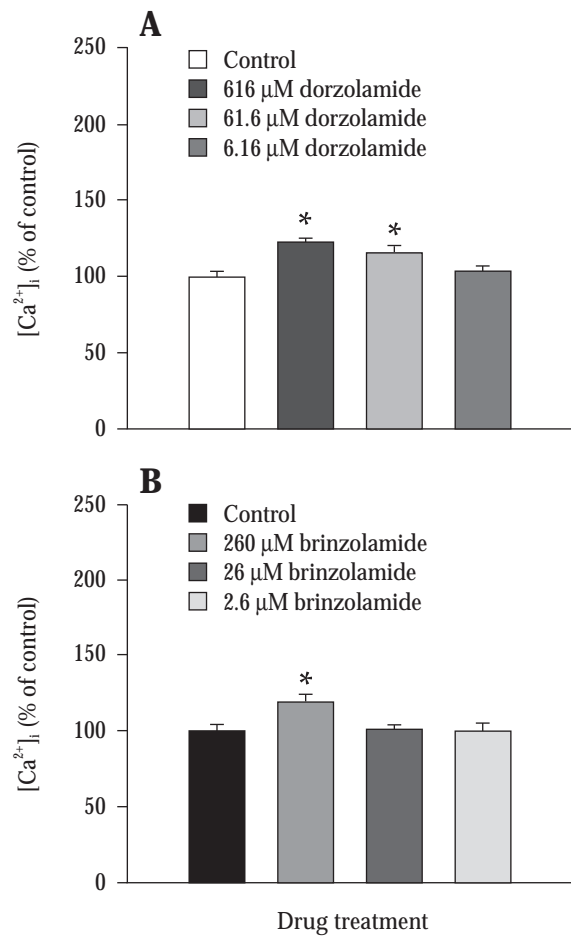 A
250
200
150
100
50
0
[Ca²⁺]ᵢ (% of control)
Control
616 µM dorzolamide
61.6 µM dorzolamide
6.16 µM dorzolamide
*
*
B
250
200
150
100
50
0
[Ca²⁺]ᵢ (% of control)
Control
260 µM brinzolamide
26 µM brinzolamide
2.6 µM brinzolamide
*
Drug treatment